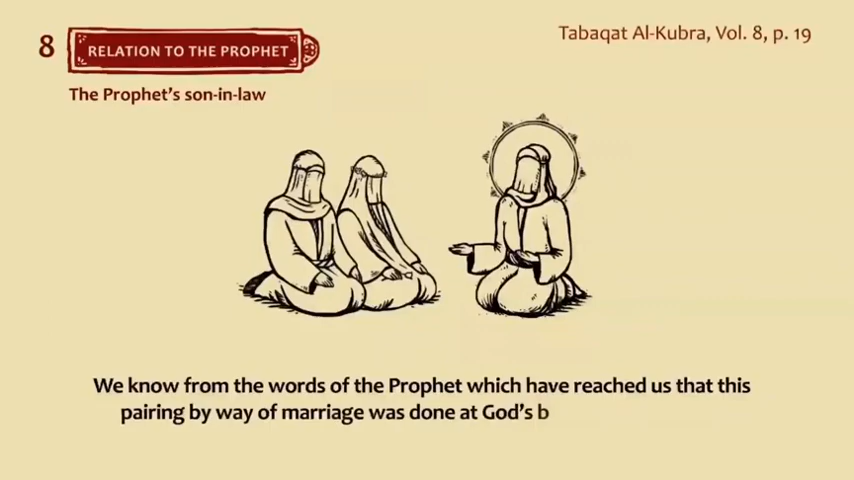 8 RELATION TO THE PROPHET
Tabaqat Al-Kubra, Vol. 8, p. 19
The Prophet's son-in-law
We know from the words of the Prophet which have reached us that this
pairing by way of marriage was done at God's b